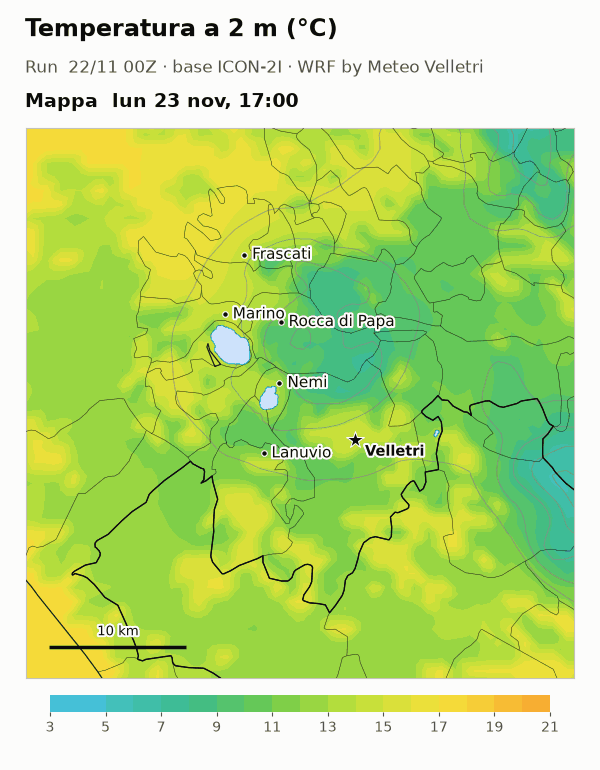 Temperatura a 2 m (°C)
Run  22/11 00Z · base ICON-2I · WRF by Meteo Velletri
Mappa  lun 23 nov, 17:00
Frascati
Marino
Rocca di Papa
Nemi
Velletri
Lanuvio
10 km
3 5 7 9 11 13 15 17 19 21